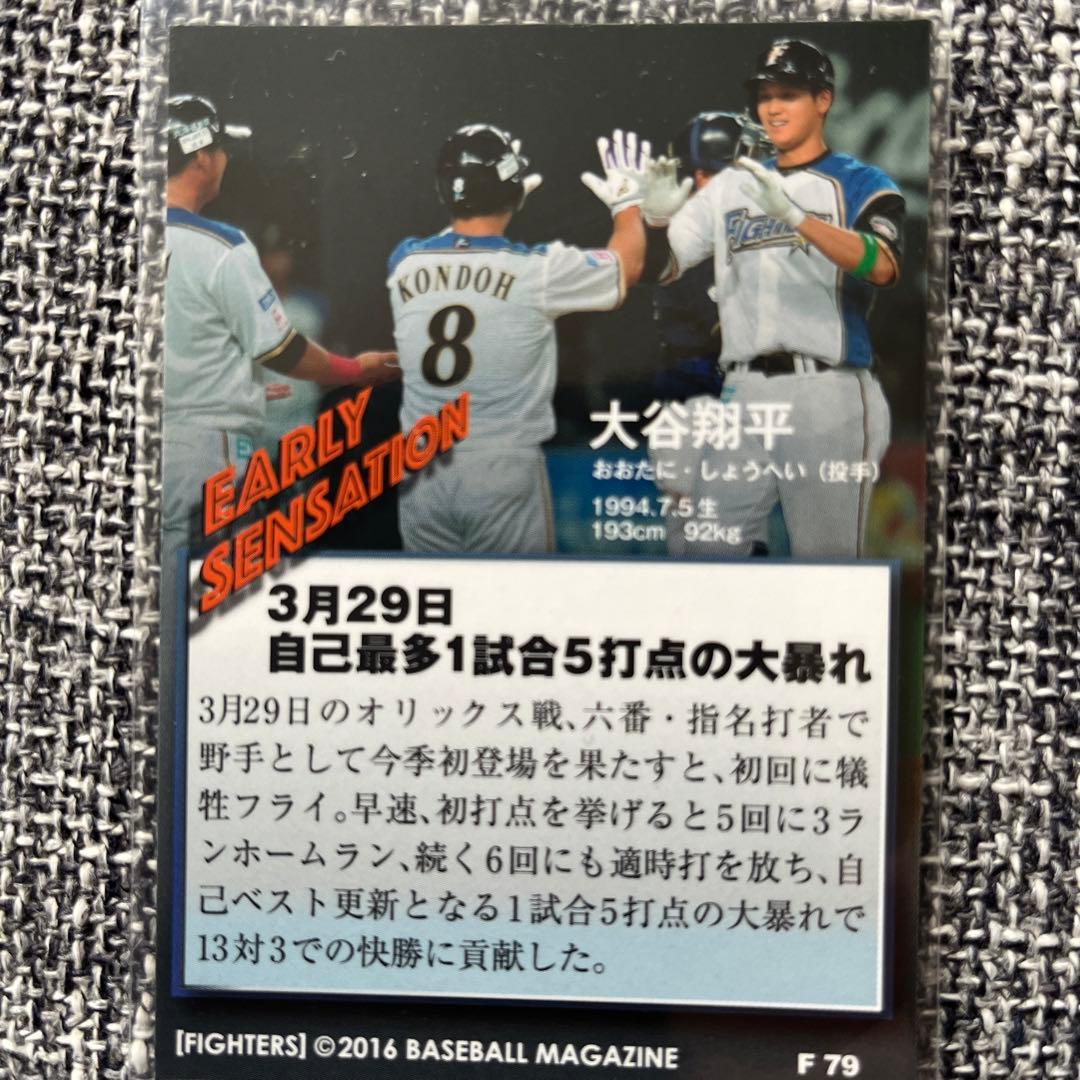 FIGHTERS
KONDOH
8
EARLY
SENSATION
大谷翔平
おおたに・しょうへい（投手）
1994.7.5生
193cm 92kg
3月29日
自己最多1試合5打点の大暴れ
3月29日のオリックス戦、六番・指名打者で
野手として今季初登場を果たすと、初回に犠
牲フライ。早速、初打点を挙げると5回に3ラ
ンホームラン、続く6回にも適時打を放ち、自
己ベスト更新となる1試合5打点の大暴れで
13対3での快勝に貢献した。
[FIGHTERS] ©2016 BASEBALL MAGAZINE
F 79